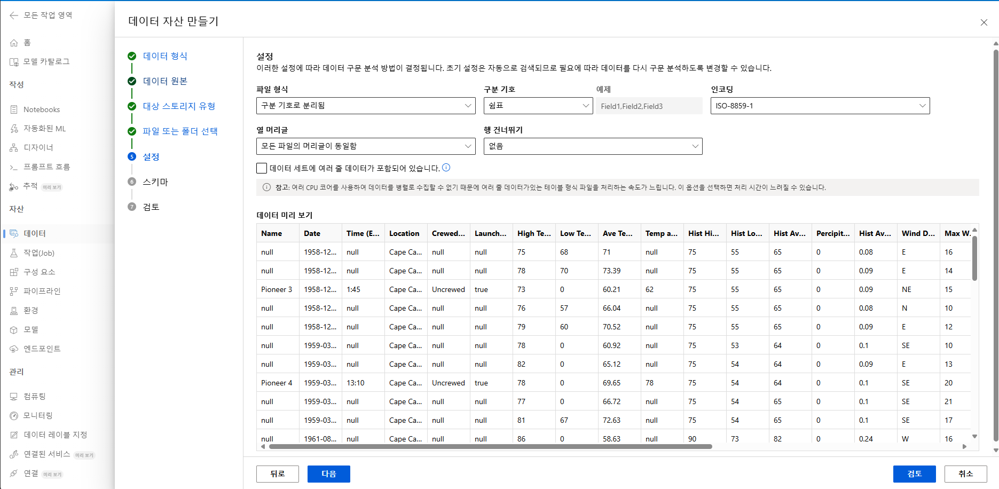 모든 작업 영역
홈
모델 카탈로그
작성
Notebooks
자동화된 ML
디자이너
프롬프트 흐름
추적 미리 보기
자산
데이터
작업(Job)
구성 요소
파이프라인
환경
모델
엔드포인트
관리
컴퓨팅
모니터링
데이터 레이블 지정
연결된 서비스 미리 보기
연결 미리 보기
데이터 자산 만들기
데이터 형식
데이터 원본
대상 스토리지 유형
파일 또는 폴더 선택
5 설정
6 스키마
7 검토
설정
이러한 설정에 따라 데이터 구문 분석 방법이 결정됩니다. 초기 설정은 자동으로 검색되므로 필요에 따라 데이터를 다시 구문 분석하도록 변경할 수 있습니다.
파일 형식 구분 기호 예제 인코딩
구분 기호로 분리됨 쉼표 Field1,Field2,Field3 ISO-8859-1
열 머리글 행 건너뛰기
모든 파일의 머리글이 동일함 없음
데이터 세트에 여러 줄 데이터가 포함되어 있습니다.
참고: 여러 CPU 코어를 사용하여 데이터를 병렬로 수집할 수 없기 때문에 여러 줄 데이터가있는 테이블 형식 파일을 처리하는 속도가 느립니다. 이 옵션을 선택하면 처리 시간이 느려질 수 있습니다.
데이터 미리 보기
Name Date Time (E... Location Crewed... Launch... High Te... Low Te... Ave Te... Temp a... Hist Hi... Hist Lo... Hist Av... Percipit... Hist Av... Wind D... Max W...
null 1958-12... null Cape Ca... null null 75 68 71 null 75 55 65 0 0.08 E 16
null 1958-12... null Cape Ca... null null 78 70 73.39 null 75 55 65 0 0.09 E 14
Pioneer 3 1958-12... 1:45 Cape Ca... Uncrewed true 73 0 60.21 62 75 55 65 0 0.09 NE 15
null 1958-12... null Cape Ca... null null 76 57 66.04 null 75 55 65 0 0.08 N 10
null 1958-12... null Cape Ca... null null 79 60 70.52 null 75 55 65 0 0.09 E 12
null 1959-03... null Cape Ca... null null 78 0 60.92 null 75 53 64 0 0.1 SE 10
null 1959-03... null Cape Ca... null null 82 0 65.12 null 75 54 64 0 0.09 E 13
Pioneer 4 1959-03... 13:10 Cape Ca... Uncrewed true 78 0 69.65 78 75 54 64 0 0.1 SE 20
null 1959-03... null Cape Ca... null null 77 0 66.72 null 75 54 65 0 0.1 SE 21
null 1959-03... null Cape Ca... null null 81 67 72.63 null 75 54 65 0 0.1 SE 17
null 1961-08... null Cape Ca... null null 86 0 58.63 null 90 73 82 0 0.24 W 16
뒤로 다음 검토 취소